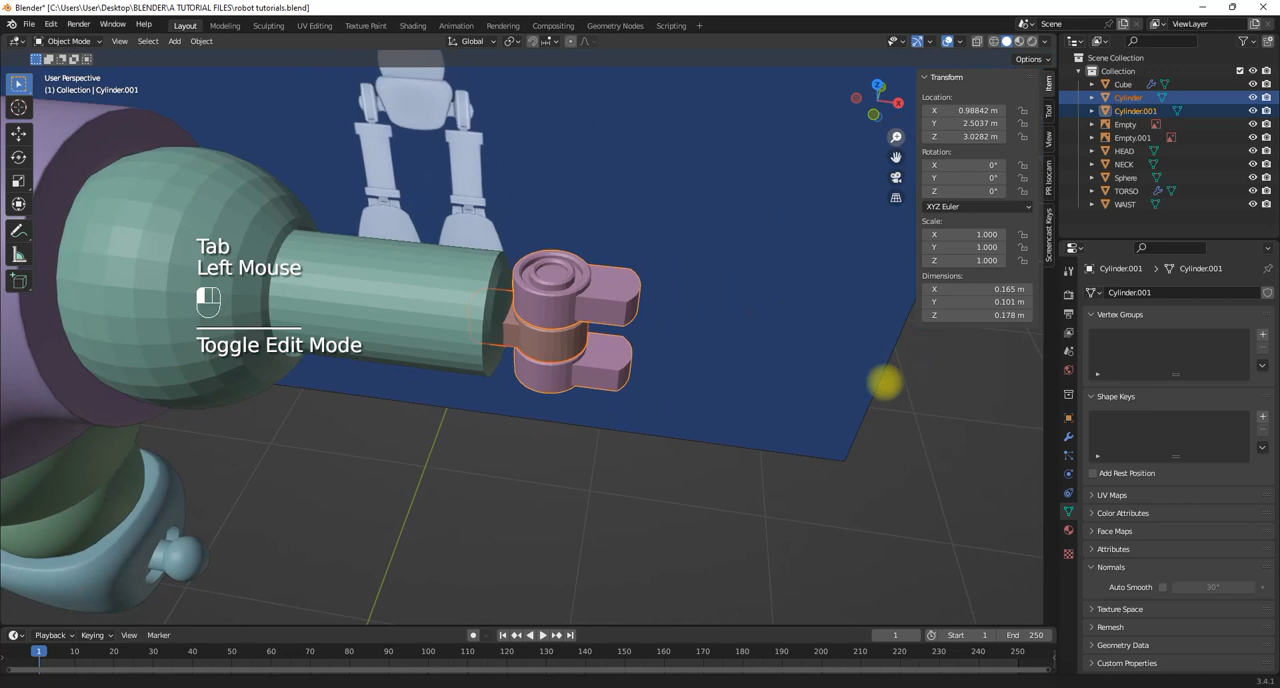 Blender* [C:\Users\User\Desktop\BLENDER\A TUTORIAL FILES\robot tutorials.blend]
File Edit Render Window Help Layout Modeling Sculpting UV Editing Texture Paint Shading Animation Rendering Compositing Geometry Nodes Scripting Scene ViewLayer
Object Mode View Select Add Object Global
Options
User Perspective
(1) Collection | Cylinder.001
Tab
Left Mouse
Toggle Edit Mode
Transform
Location:
X 0.98842 m
Y 2.5037 m
Z 3.0282 m
Rotation:
X 0°
Y 0°
Z 0°
XYZ Euler
Scale:
X 1.000
Y 1.000
Z 1.000
Dimensions:
X 0.165 m
Y 0.101 m
Z 0.178 m
Item
Tool
View
PR Isocam
Screencast Keys
X
Y
Z
Scene Collection
Collection
Cube
Cylinder
Cylinder.001
Empty
Empty.001
HEAD
NECK
Sphere
TORSO
WAIST
Cylinder.001 > Cylinder.001
Cylinder.001
Vertex Groups
Shape Keys
Add Rest Position
UV Maps
Color Attributes
Face Maps
Attributes
Normals
Auto Smooth 30°
Texture Space
Remesh
Geometry Data
Custom Properties
Playback Keying View Marker 1 Start 1 End 250
1 10 20 30 40 50 60 70 80 90 100 110 120 130 140 150 160 170 180 190 200 210 220 230 240 250
3.4.1